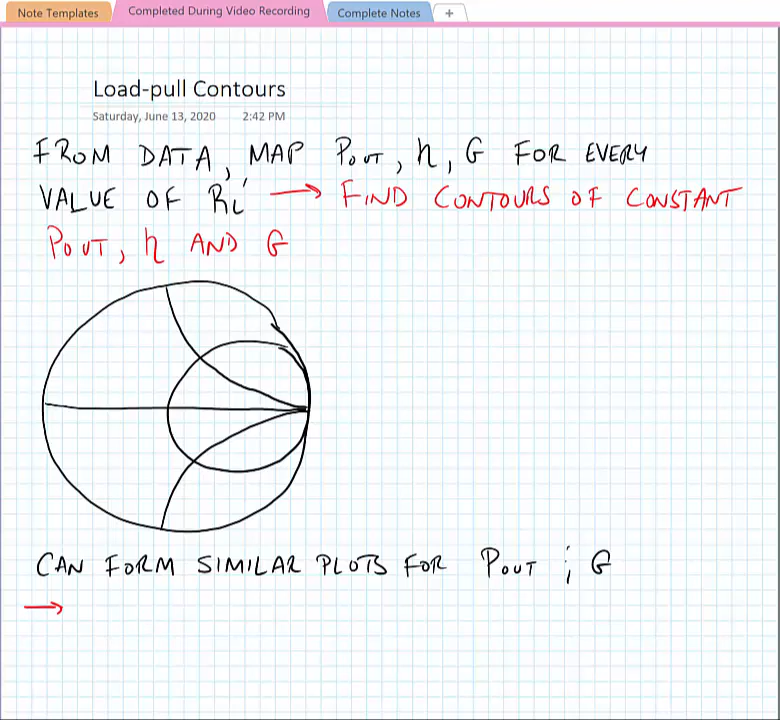 Note Templates
Completed During Video Recording
Complete Notes
+
Load-pull Contours
Saturday, June 13, 2020 2:42 PM
FROM DATA, MAP POUT, η, G FOR EVERY
VALUE OF RL' → FIND CONTOURS OF CONSTANT
POUT, η AND G
CAN FORM SIMILAR PLOTS FOR POUT ; G
→